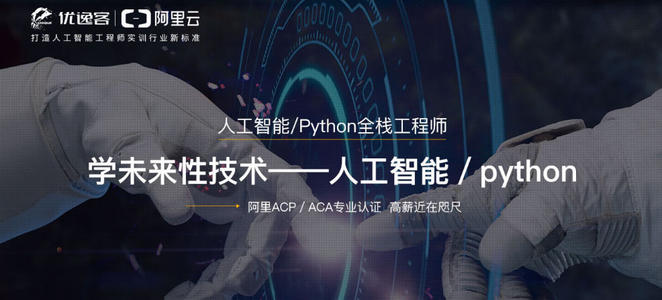 优逸客 阿里云
打造人工智能工程师实训行业新标准
人工智能/Python全栈工程师
学未来性技术——人工智能 / python
阿里ACP / ACA专业认证 高薪近在咫尺